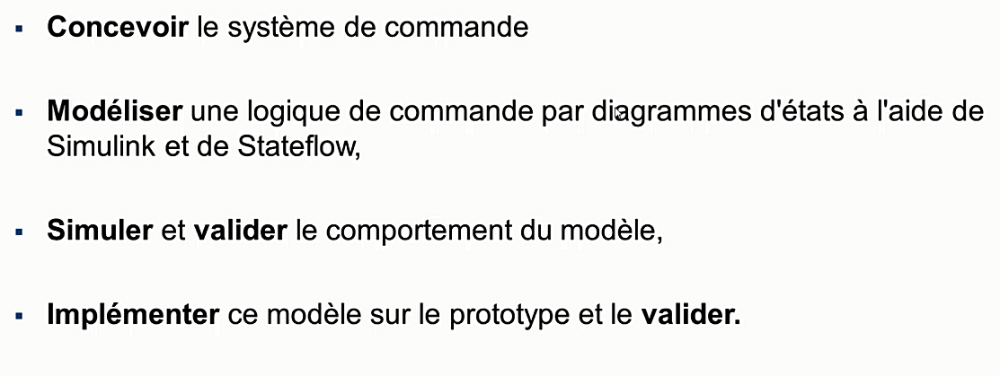 ▪ Concevoir le système de commande
▪ Modéliser une logique de commande par diagrammes d'états à l'aide de
Simulink et de Stateflow,
▪ Simuler et valider le comportement du modèle,
▪ Implémenter ce modèle sur le prototype et le valider.